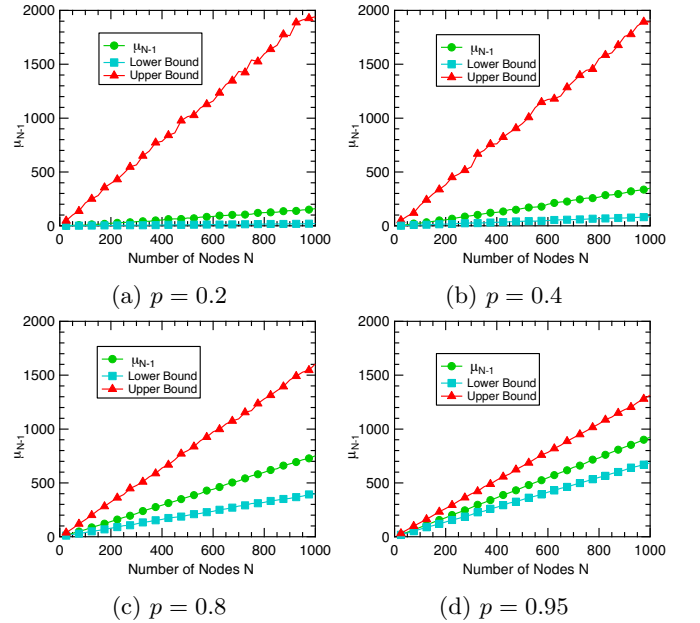 2000
1500
1000
500
0
μN-1
μN-1
Lower Bound
Upper Bound
0 200 400 600 800 1000
Number of Nodes N
(a) p = 0.2
2000
1500
1000
500
0
μN-1
μN-1
Lower Bound
Upper Bound
0 200 400 600 800 1000
Number of Nodes N
(b) p = 0.4
2000
1500
1000
500
0
μN-1
μN-1
Lower Bound
Upper Bound
0 200 400 600 800 1000
Number of Nodes N
(c) p = 0.8
2000
1500
1000
500
0
μN-1
μN-1
Lower Bound
Upper Bound
0 200 400 600 800 1000
Number of Nodes N
(d) p = 0.95